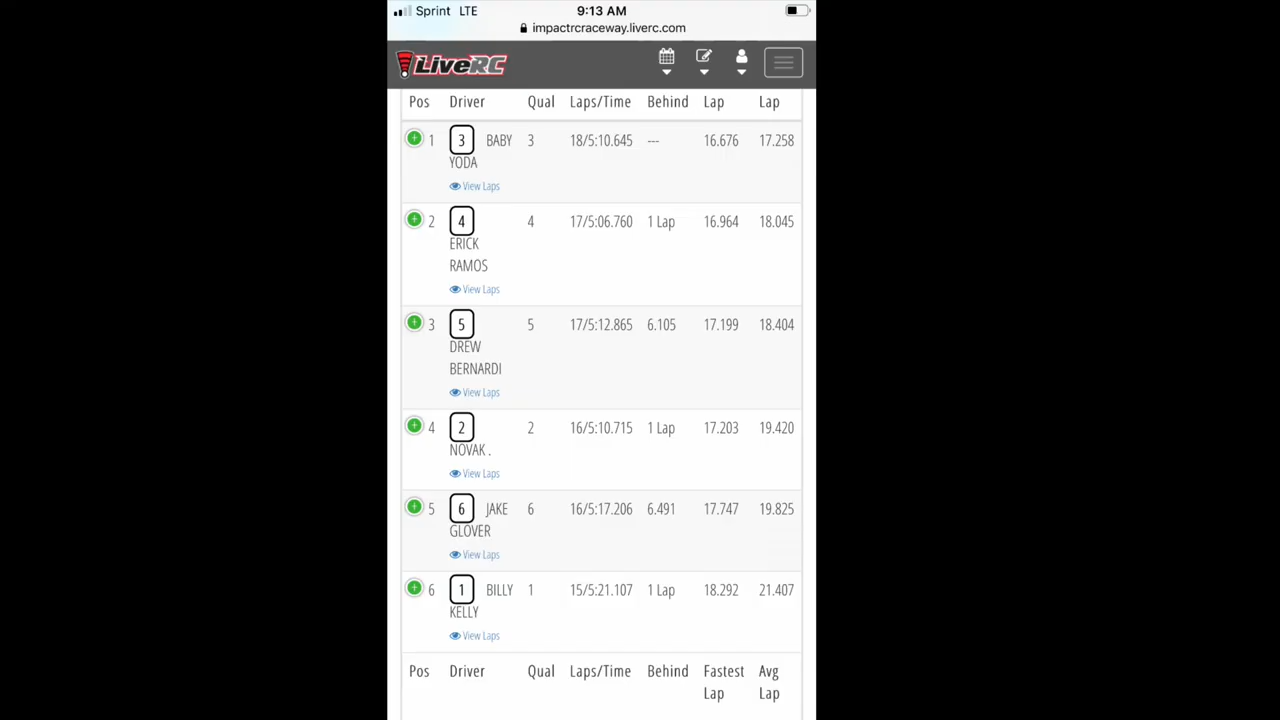 Sprint LTE 9:13 AM
impactrcraceway.liverc.com
LiveRC
Pos Driver Qual Laps/Time Behind Lap Lap
1 3 BABY 3 18/5:10.645 --- 16.676 17.258
YODA
View Laps
2 4 4 17/5:06.760 1 Lap 16.964 18.045
ERICK
RAMOS
View Laps
3 5 5 17/5:12.865 6.105 17.199 18.404
DREW
BERNARDI
View Laps
4 2 2 16/5:10.715 1 Lap 17.203 19.420
NOVAK .
View Laps
5 6 JAKE 6 16/5:17.206 6.491 17.747 19.825
GLOVER
View Laps
6 1 BILLY 1 15/5:21.107 1 Lap 18.292 21.407
KELLY
View Laps
Pos Driver Qual Laps/Time Behind Fastest Avg
Lap Lap